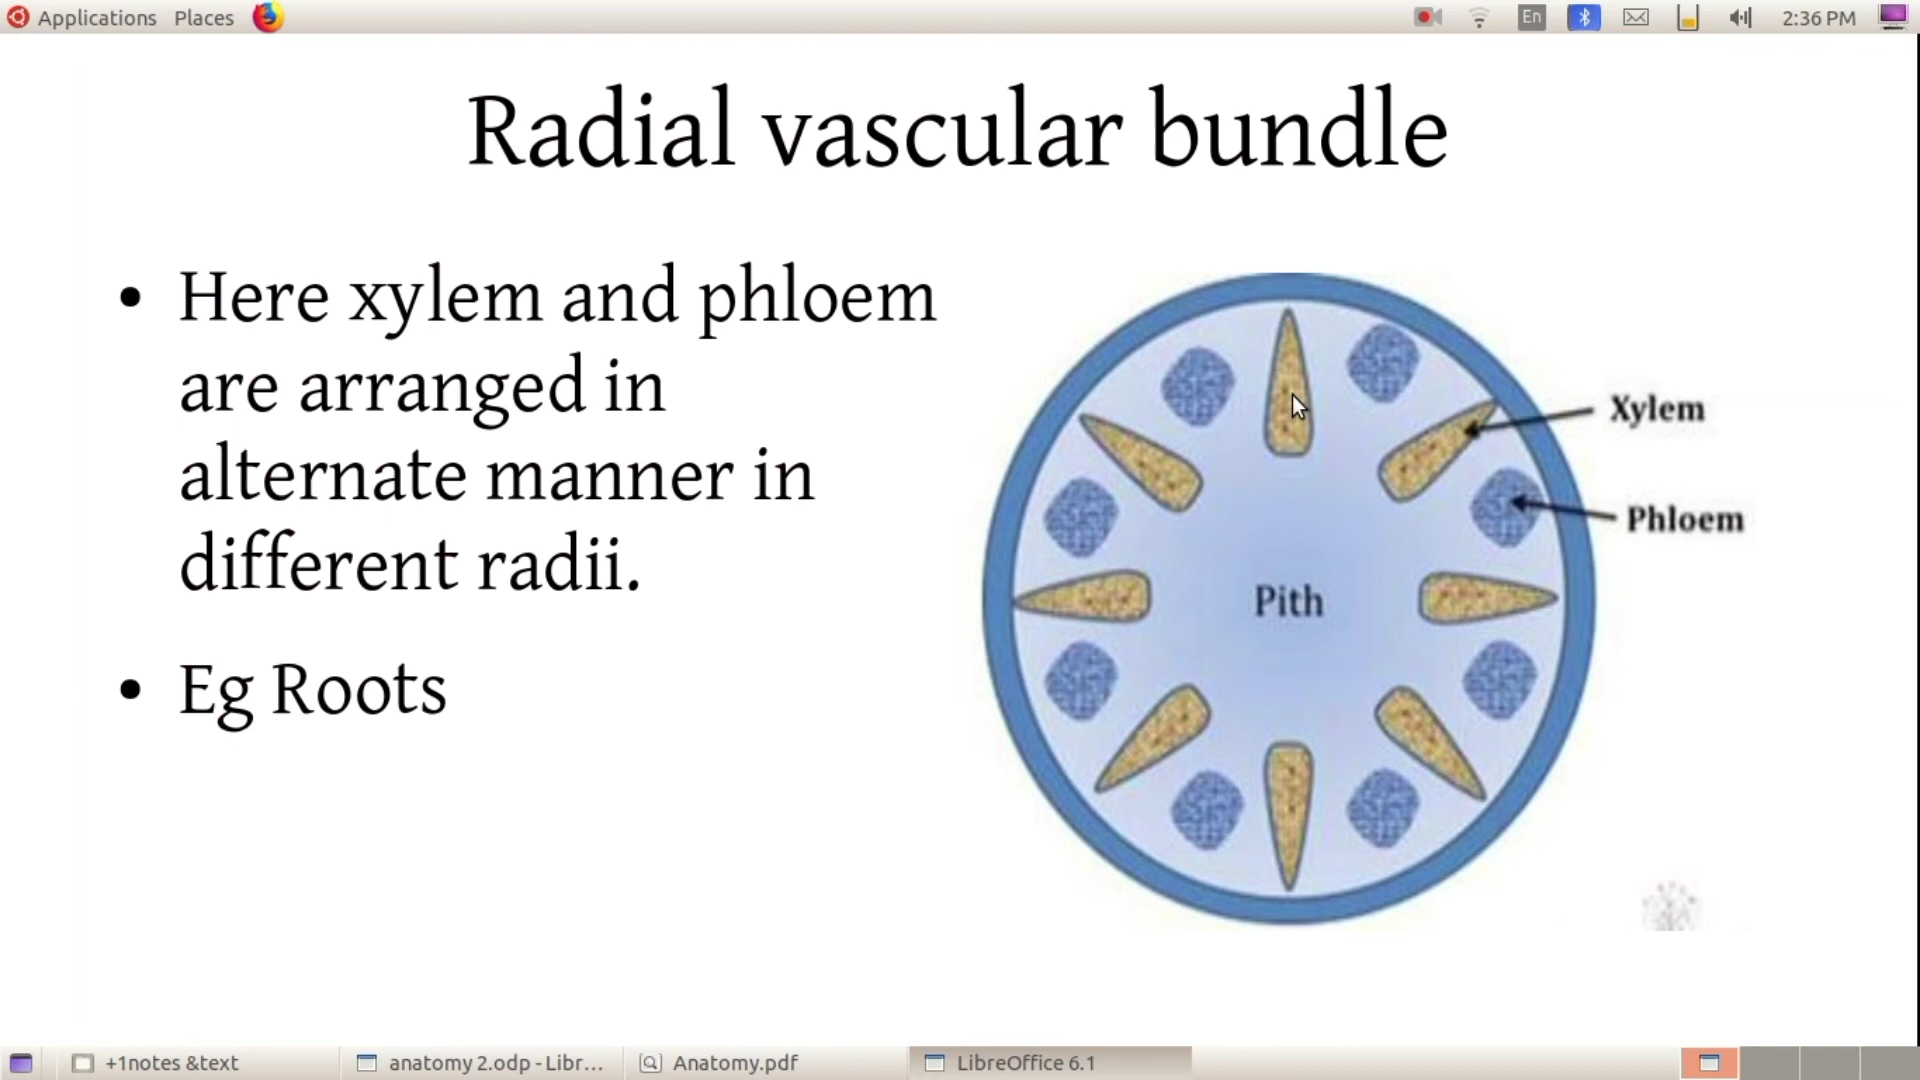 Applications Places En 2:36 PM
Radial vascular bundle
• Here xylem and phloem
are arranged in
alternate manner in
different radii.
• Eg Roots
Xylem
Phloem
Pith
+1notes &text anatomy 2.odp - Libr... Anatomy.pdf LibreOffice 6.1